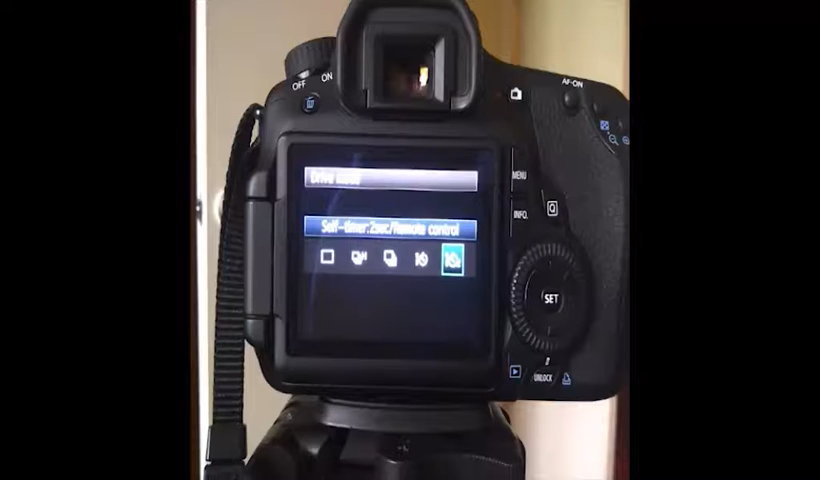 OFF ON
AF-ON
Drive mode
MENU
Self-timer:2sec/Remote control
INFO.
Q
SET
UNLOCK